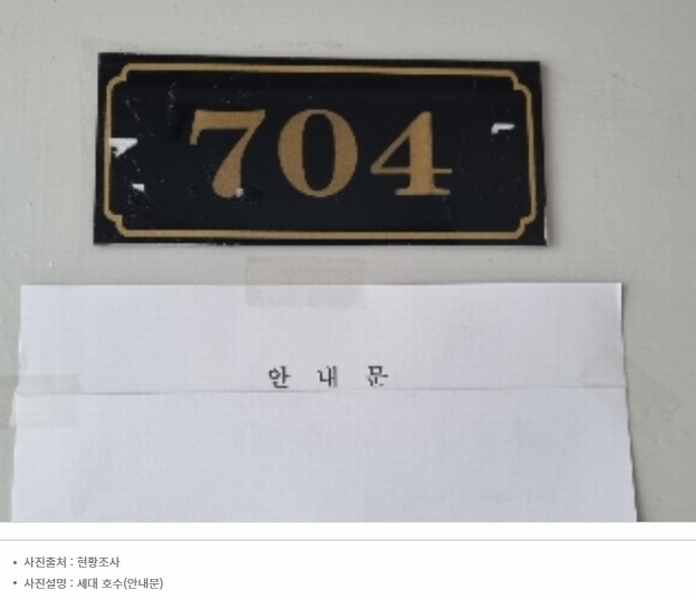 704
안 내 문
• 사진출처 : 현황조사
• 사진설명 : 세대 호수(안내문)